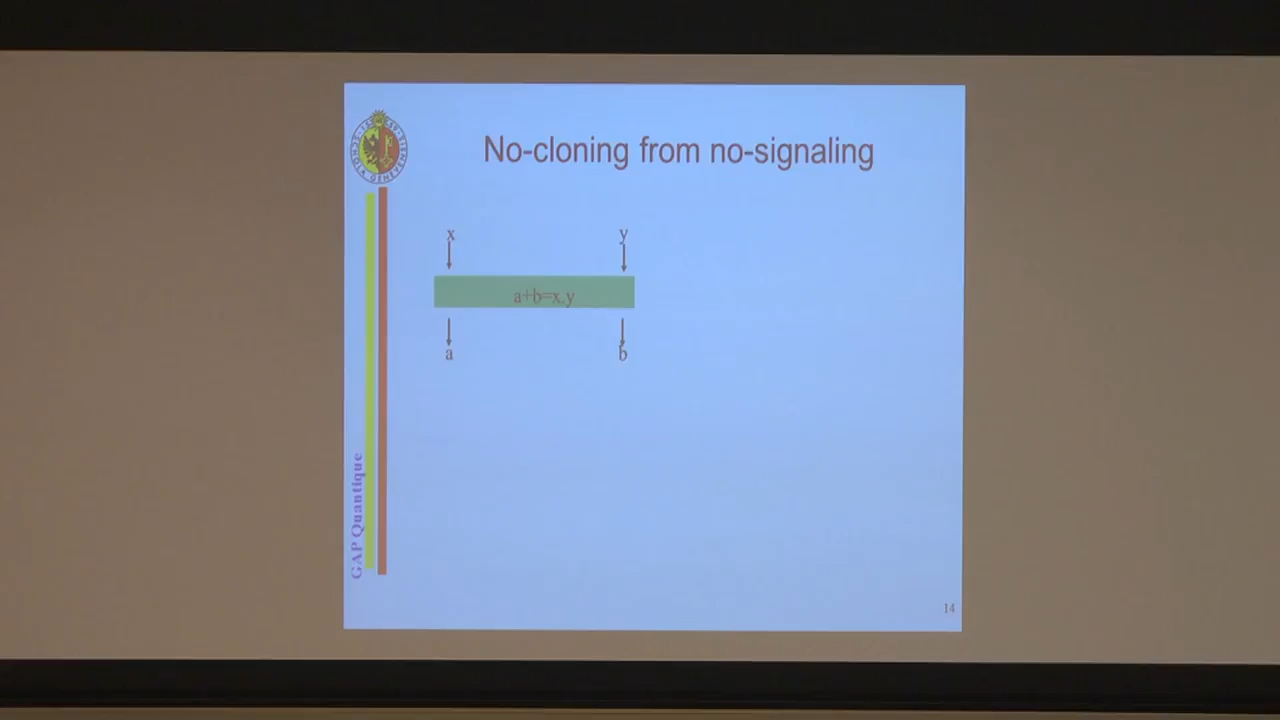 No-cloning from no-signaling
x
y
a+b=x.y
a
b
GAP Quantique
14